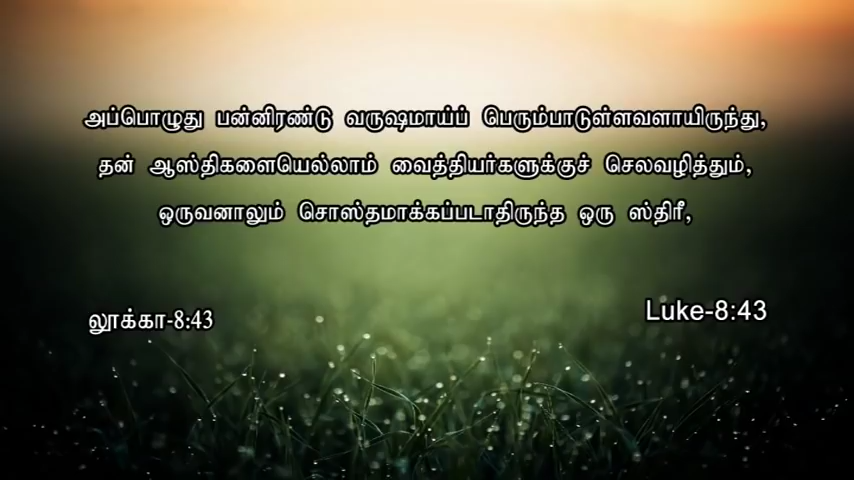 அப்பொழுது பன்னிரண்டு வருஷமாய்ப் பெரும்பாடுள்ளவளாயிருந்து,
தன் ஆஸ்திகளையெல்லாம் வைத்தியர்களுக்குச் செலவழித்தும்,
ஒருவனாலும் சொஸ்தமாக்கப்படாதிருந்த ஒரு ஸ்திரீ,
லூக்கா-8:43
Luke-8:43